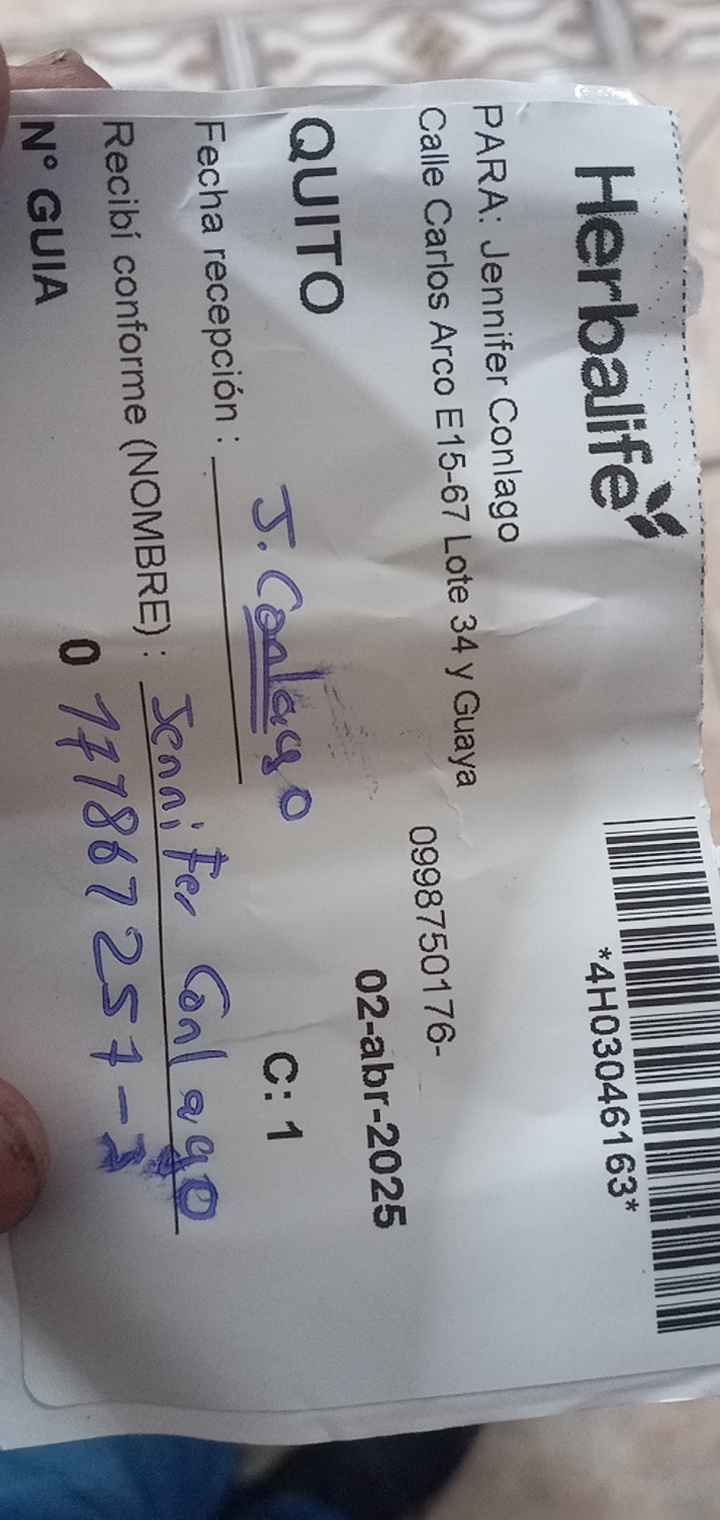 Herbalife
*4H03046163*
PARA: Jennifer Conlago
Calle Carlos Arco E15-67 Lote 34 y Guaya
0998750176-
QUITO
02-abr-2025
Fecha recepción : J. Conlago
C: 1
Recibí conforme (NOMBRE) : Jennifer Conlago
N° GUIA
0